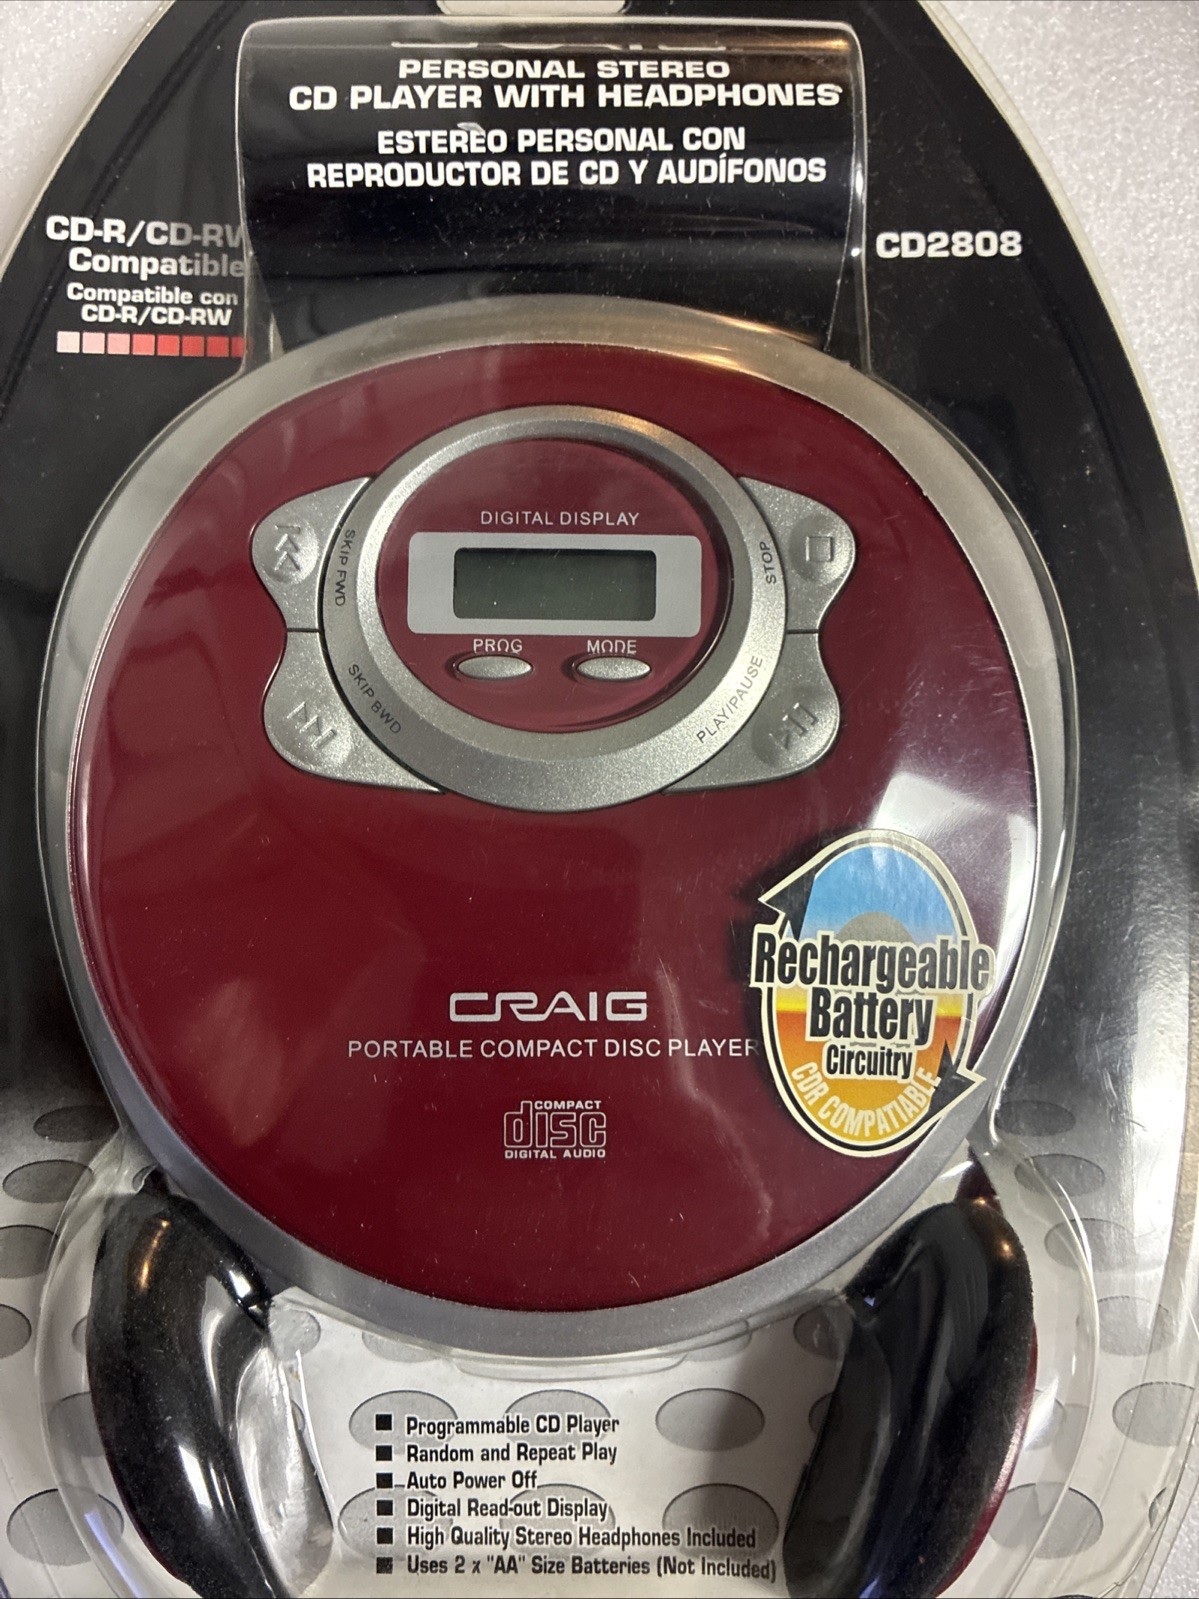 PERSONAL STEREO
CD PLAYER WITH HEADPHONES
ESTEREO PERSONAL CON
REPRODUCTOR DE CD Y AUDÍFONOS
CD-R/CD-RW
Compatible
Compatible con
CD-R/CD-RW
CD2808
DIGITAL DISPLAY
SKIP FWD
STOP
PROG
MODE
SKIP BWD
PLAY/PAUSE
Rechargeable
Battery
Circuitry
CDR COMPATIABLE
CRAIG
PORTABLE COMPACT DISC PLAYER
COMPACT
disc
DIGITAL AUDIO
Programmable CD Player
Random and Repeat Play
Auto Power Off
Digital Read-out Display
High Quality Stereo Headphones Included
Uses 2 x "AA" Size Batteries (Not Included)